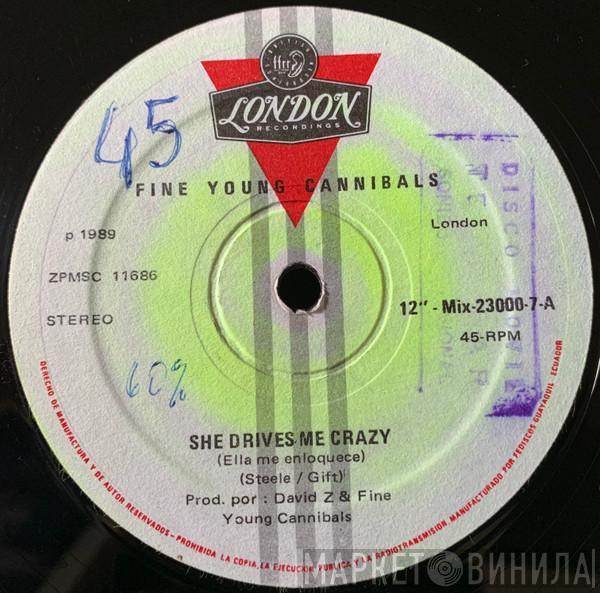 ffrr
LONDON
RECORDINGS
45
FINE YOUNG CANNIBALS
p 1989
London
ZPMSC 11686
12" - Mix-23000-7-A
STEREO
45-RPM
60%
DISCO
SHE DRIVES ME CRAZY
(Ella me enloquece)
(Steele / Gift)
Prod. por : David Z & Fine
Young Cannibals
DERECHO DE MANUFACTURA Y DE AUTOR RESERVADOS - PROHIBIDA LA COPIA, LA EJECUCION PUBLICA Y LA RADIOTRANSMISION. MANUFACTURADO POR FEDISCOS GUAYAQUIL ECUADOR
МАРКЕТ ВИНИЛА